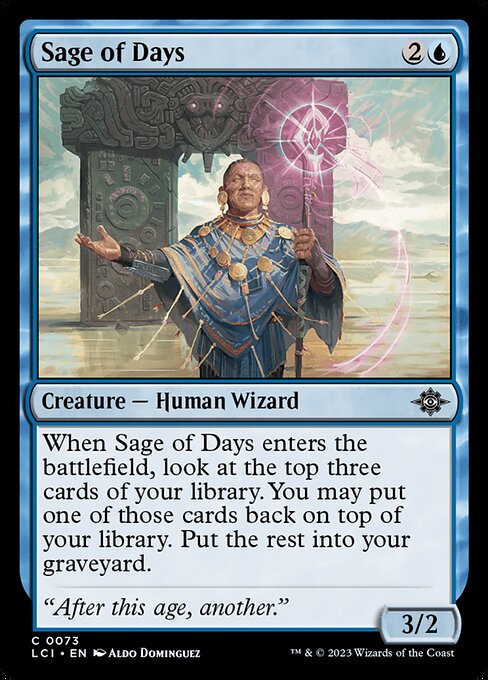 Sage of Days 2
Creature — Human Wizard
When Sage of Days enters the
battlefield, look at the top three
cards of your library. You may put
one of those cards back on top of
your library. Put the rest into your
graveyard.
“After this age, another.”
3/2
C 0073
LCI • EN Aldo Dominguez
™ & © 2023 Wizards of the Coast